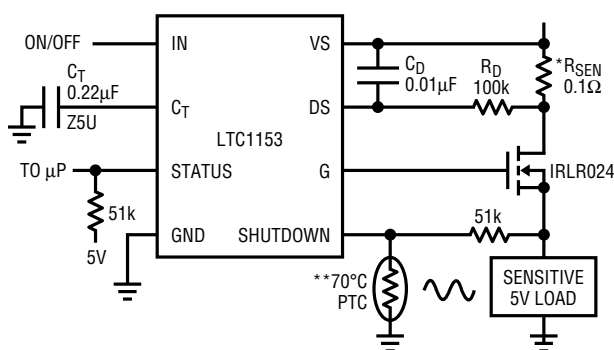 ON/OFF
IN
VS
C_T
0.22µF
Z5U
C_T
C_D
0.01µF
R_D
100k
*R_SEN
0.1Ω
DS
LTC1153
TO µP
STATUS
G
IRLR024
51k
5V
GND
SHUTDOWN
51k
**70°C
PTC
SENSITIVE
5V LOAD